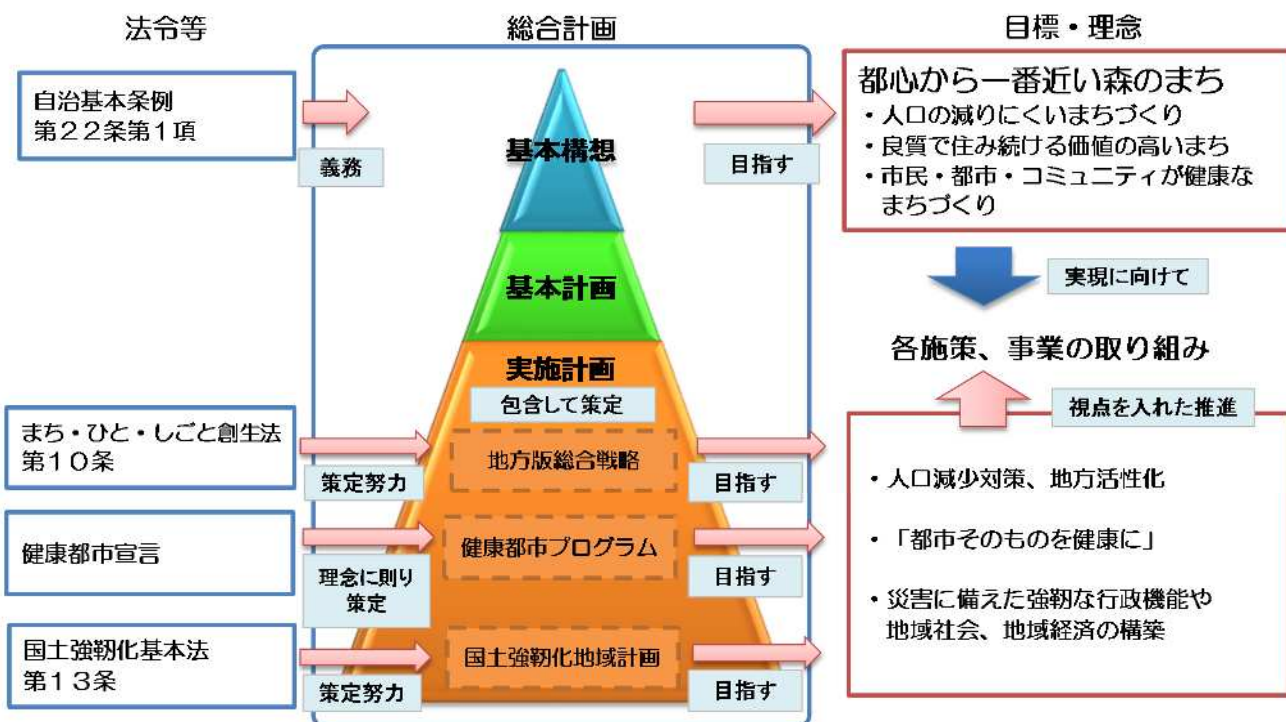 法令等
総合計画
目標・理念
自治基本条例
第22条第1項
義務
基本構想
目指す
都心から一番近い森のまち
・人口の減りにくいまちづくり
・良質で住み続ける価値の高いまち
・市民・都市・コミュニティが健康な
まちづくり
実現に向けて
基本計画
各施策、事業の取り組み
視点を入れた推進
実施計画
包含して策定
まち・ひと・しごと創生法
第10条
策定努力
地方版総合戦略
目指す
・人口減少対策、地方活性化
健康都市宣言
理念に則り
策定
健康都市プログラム
目指す
・「都市そのものを健康に」
国土強靭化基本法
第13条
策定努力
国土強靭化地域計画
目指す
・災害に備えた強靭な行政機能や
地域社会、地域経済の構築